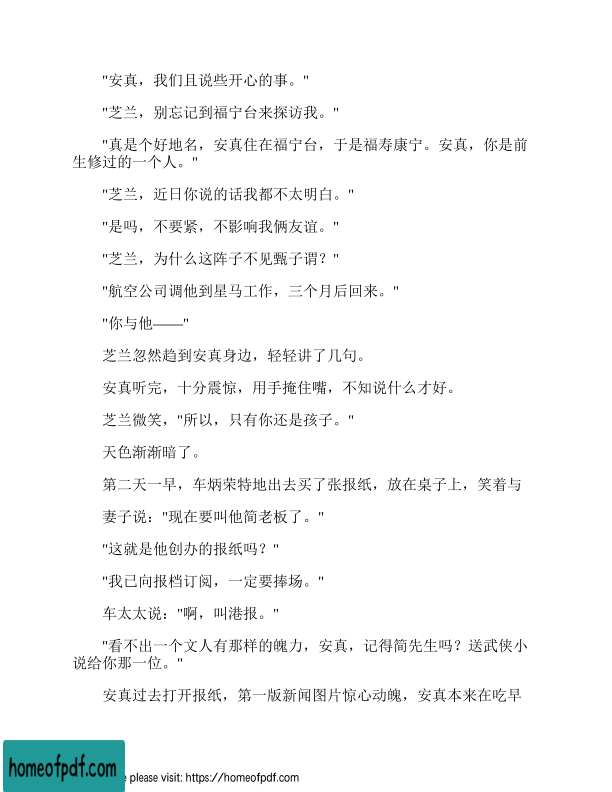 "安真，我们且说些开心的事。"
"芝兰，别忘记到福宁台来探访我。"
"真是个好地名，安真住在福宁台，于是福寿康宁。安真，你是前
生修过的一个人。"
"芝兰，近日你说的话我都不太明白。"
"是吗，不要紧，不影响我俩友谊。"
"芝兰，为什么这阵子不见甄子谓？"
"航空公司调他到星马工作，三个月后回来。"
"你与他——"
芝兰忽然趋到安真身边，轻轻讲了几句。
安真听完，十分震惊，用手掩住嘴，不知说什么才好。
芝兰微笑，"所以，只有你还是孩子。"
天色渐渐暗了。
第二天一早，车炳荣特地出去买了张报纸，放在桌子上，笑着与
妻子说："现在要叫他简老板了。"
"这就是他创办的报纸吗？"
"我已向报档订阅，一定要捧场。"
车太太说："啊，叫港报。"
"看不出一个文人有那样的魄力，安真，记得简先生吗？送武侠小
说给你那一位。"
安真过去打开报纸，第一版新闻图片惊心动魄，安真本来在吃早
homeofpdf.com
e please visit: https://homeofpdf.com